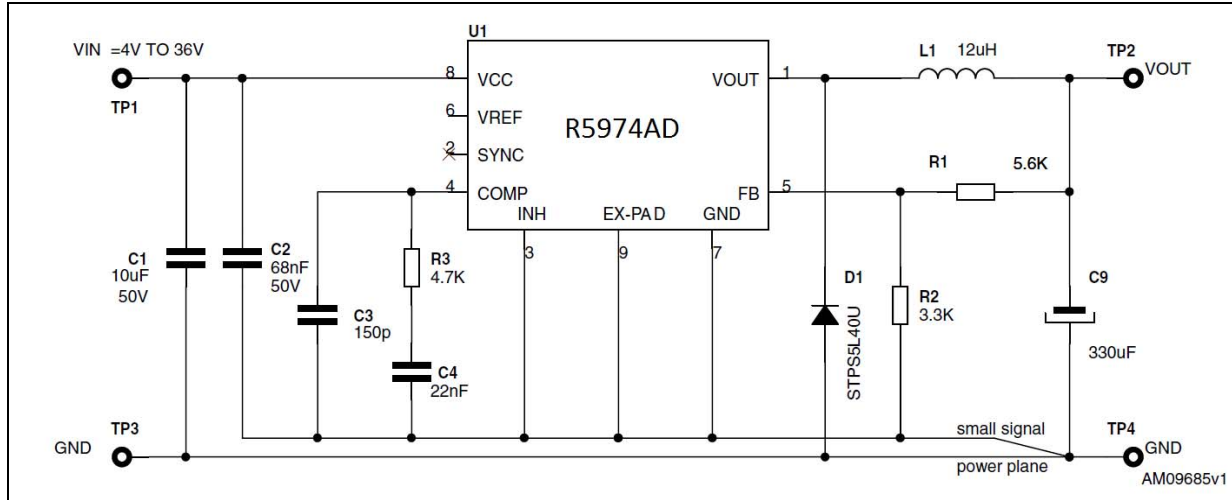 U1
VIN =4V TO 36V
TP1
8
VCC
6
VREF
2
SYNC
4
COMP
R5974AD
VOUT
1
FB
5
INH
3
EX-PAD
9
GND
7
L1 12uH
TP2
VOUT
R1 5.6K
C1
10uF
50V
C2
68nF
50V
C3
150p
R3
4.7K
C4
22nF
D1
STPS5L40U
R2
3.3K
C9
330uF
TP3
GND
small signal
power plane
TP4
GND
AM09685v1